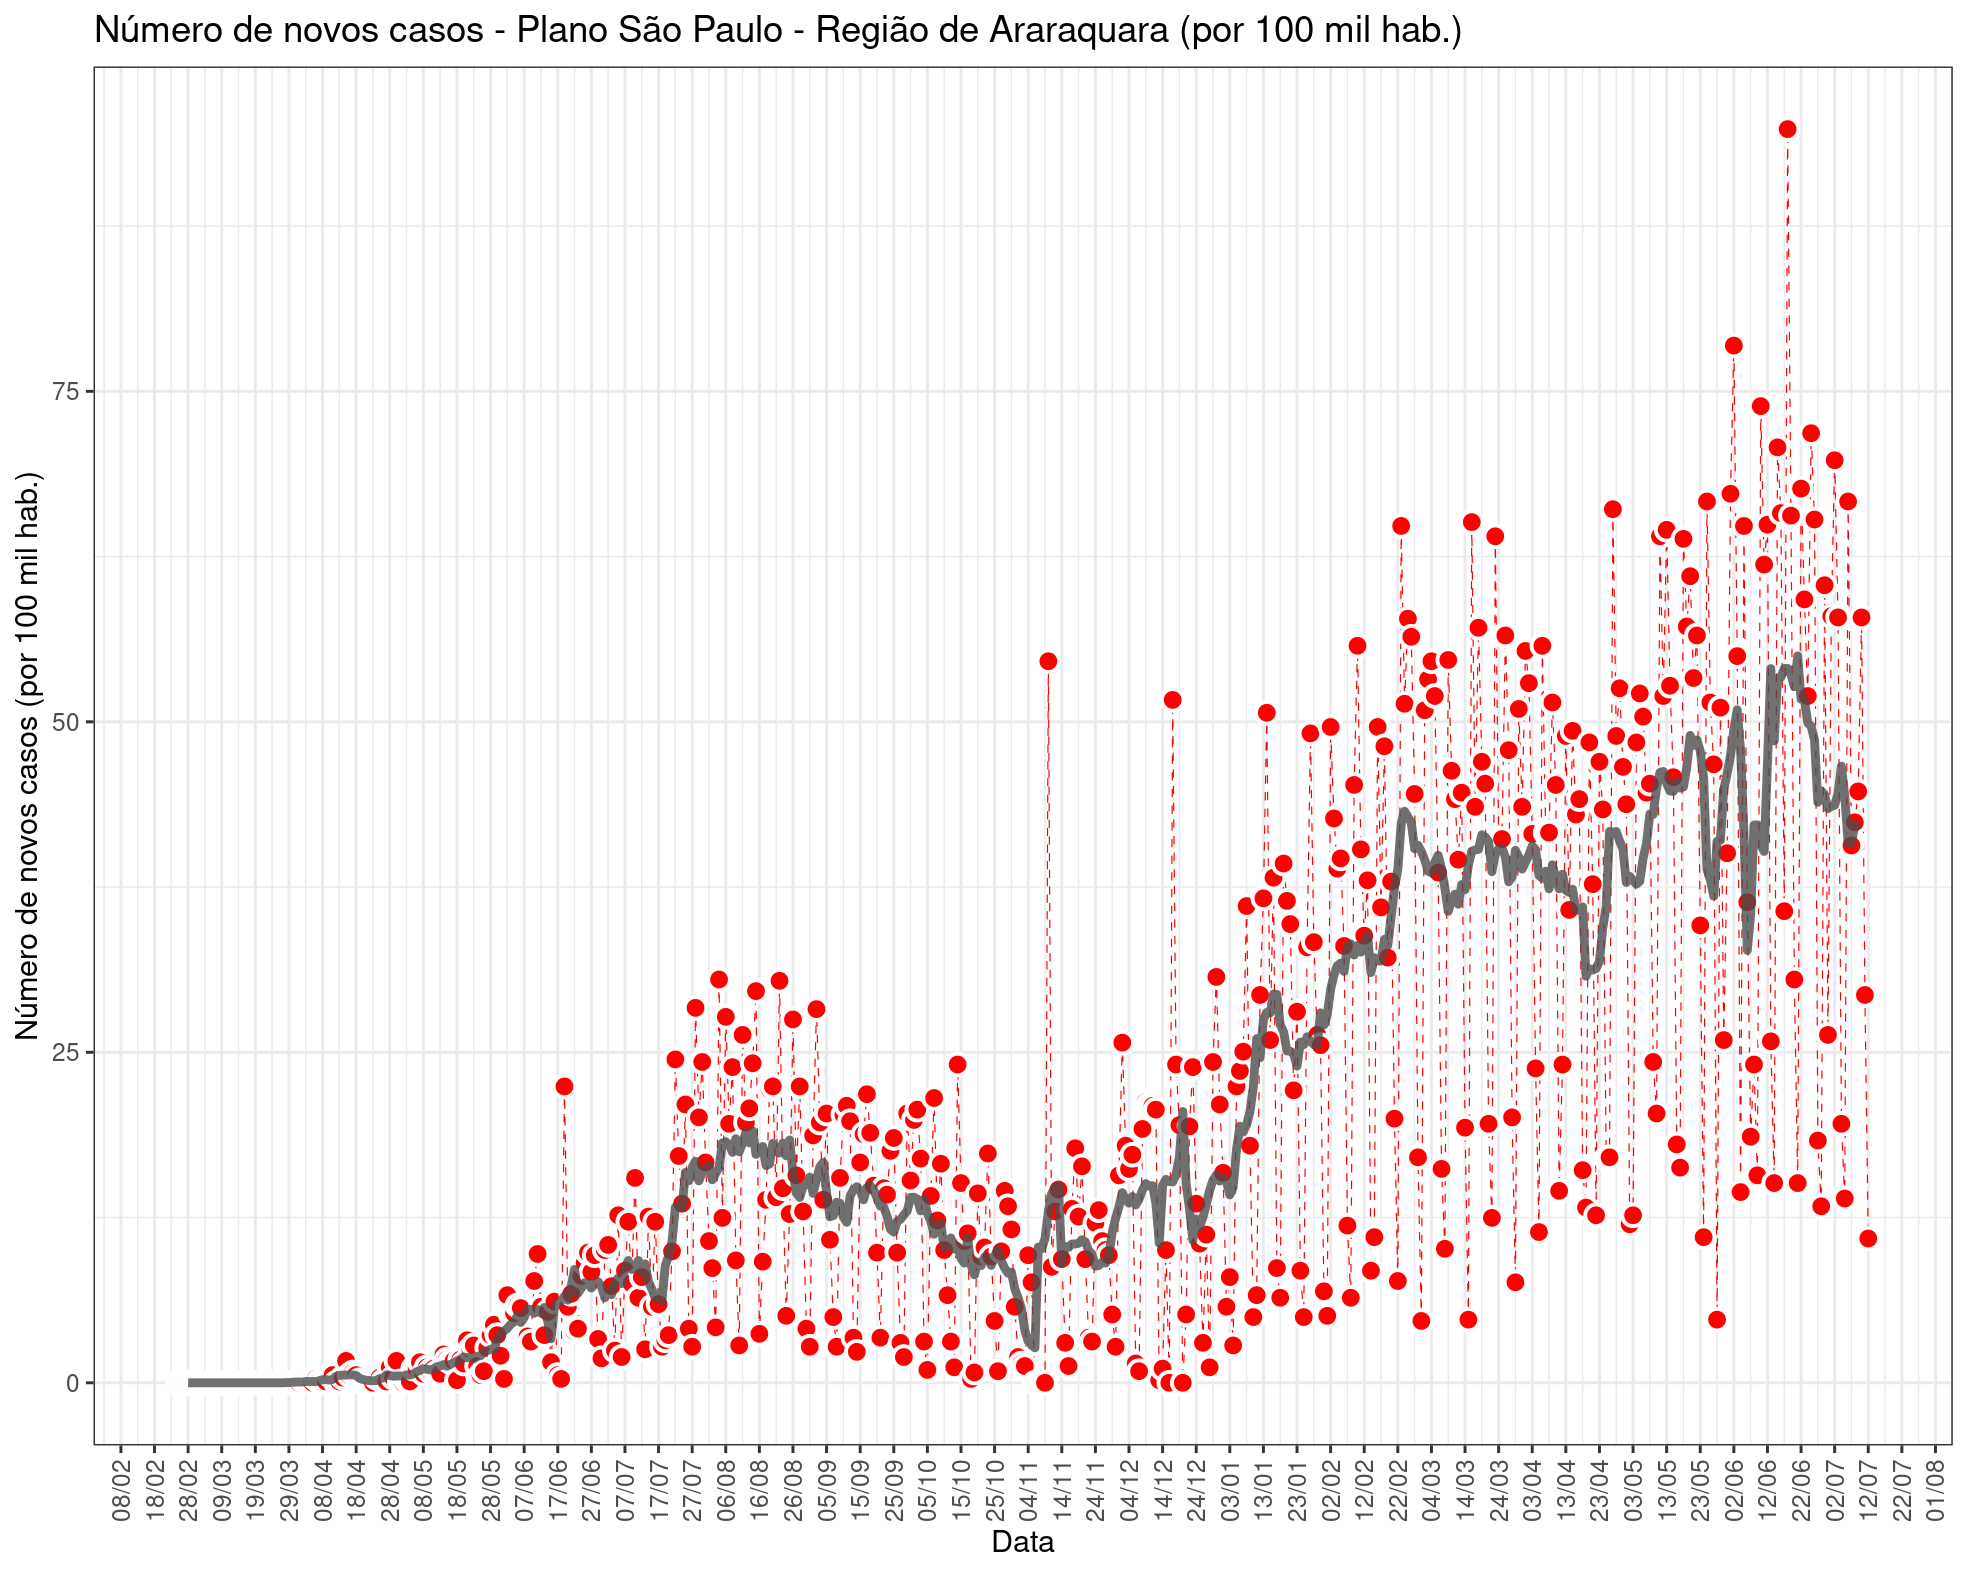 Número de novos casos - Plano São Paulo - Região de Araraquara (por 100 mil hab.)
Número de novos casos (por 100 mil hab.)
75
50
25
0
08/02 18/02 28/02 09/03 19/03 29/03 08/04 18/04 28/04 08/05 18/05 28/05 07/06 17/06 27/06 07/07 17/07 27/07 06/08 16/08 26/08 05/09 15/09 25/09 05/10 15/10 25/10 04/11 14/11 24/11 04/12 14/12 24/12 03/01 13/01 23/01 02/02 12/02 22/02 04/03 14/03 24/03 03/04 13/04 23/04 03/05 13/05 23/05 02/06 12/06 22/06 02/07 12/07 22/07 01/08
Data